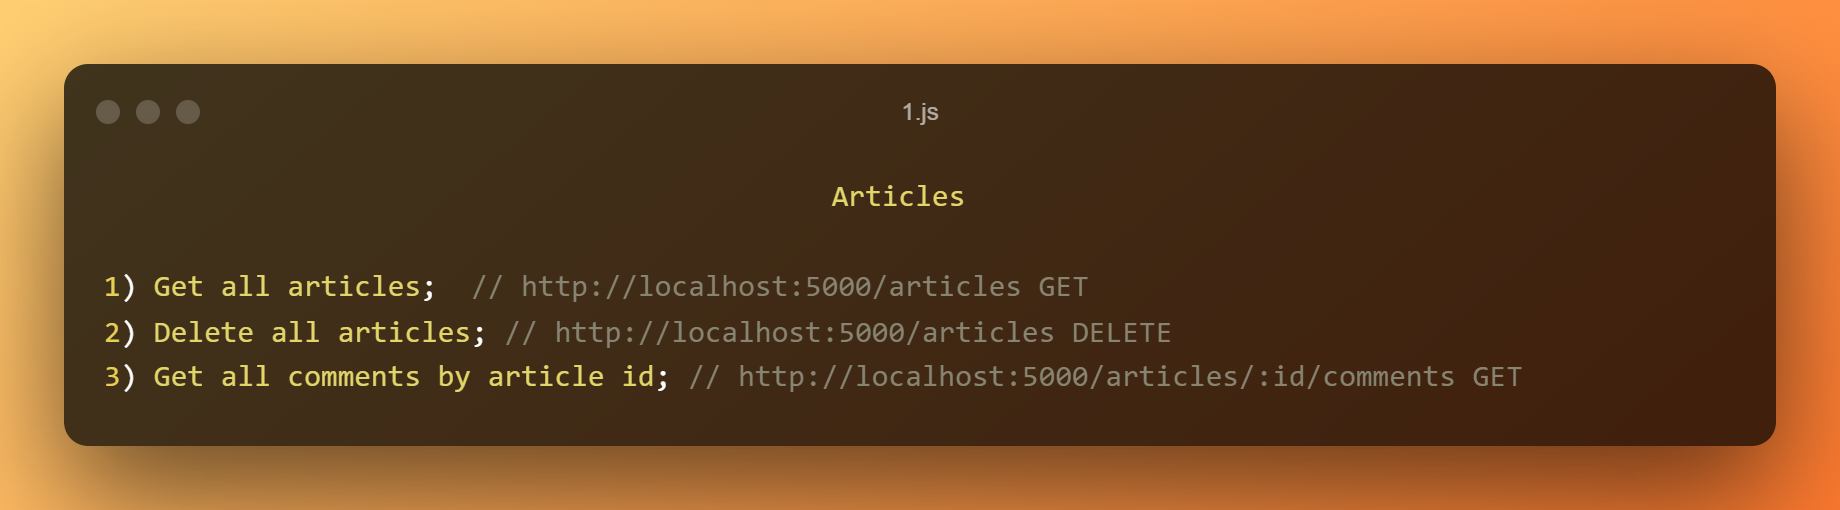 1.js
Articles
1) Get all articles;  // http://localhost:5000/articles GET
2) Delete all articles; // http://localhost:5000/articles DELETE
3) Get all comments by article id; // http://localhost:5000/articles/:id/comments GET